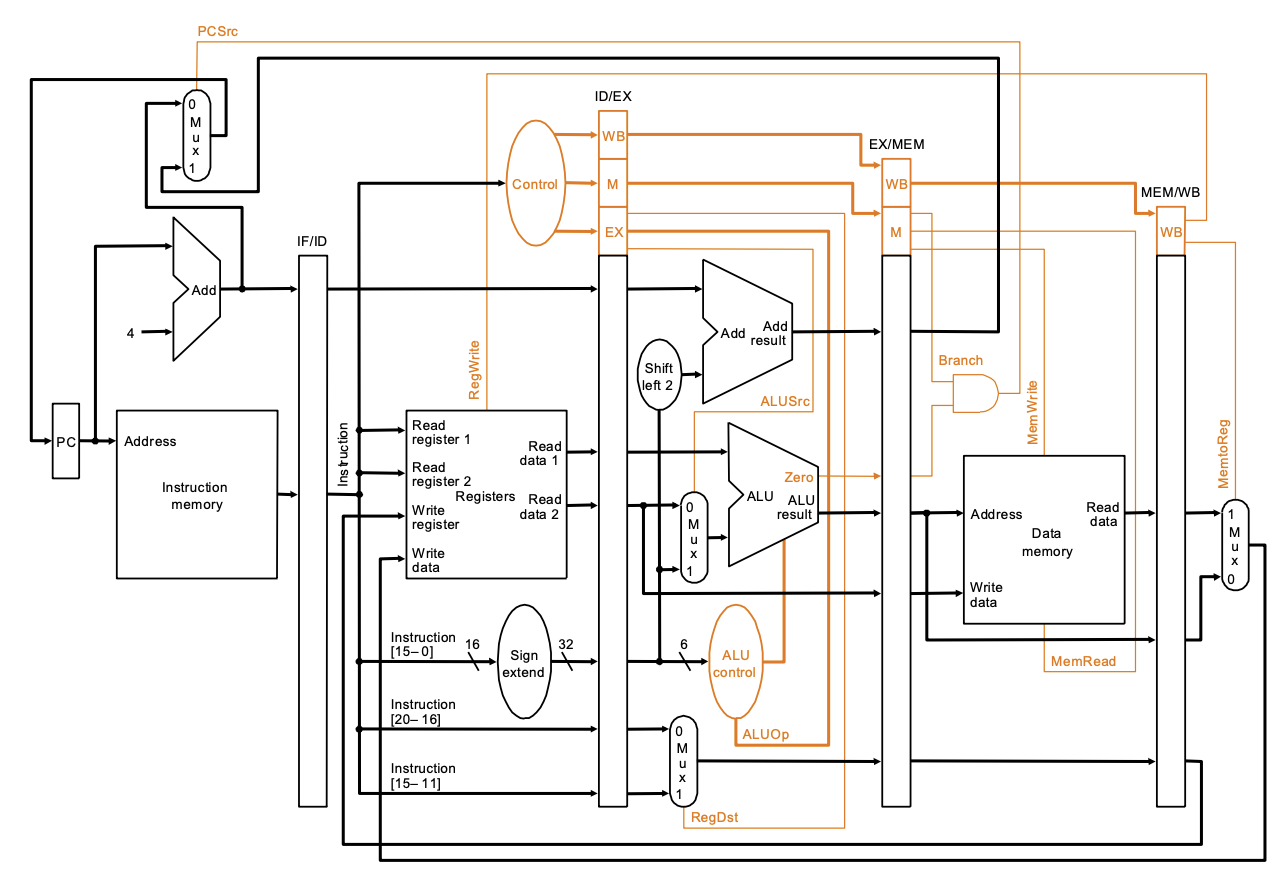 PCSrc
ID/EX
0
M
u
x
1
WB
EX/MEM
Control
M
WB
MEM/WB
IF/ID
EX
M
WB
Add
4
Add
Add
result
RegWrite
Shift
left 2
Branch
ALUSrc
MemWrite
MemtoReg
PC
Address
Instruction
memory
Instruction
Read
register 1
Read
data 1
Read
register 2
Registers
Read
data 2
Write
register
Write
data
0
M
u
x
1
Zero
ALU
ALU
result
Address
Read
data
Data
memory
Write
data
1
M
u
x
0
Instruction
[15–0]
16
Sign
extend
32
6
ALU
control
MemRead
Instruction
[20–16]
0
M
u
x
1
ALUOp
Instruction
[15–11]
RegDst